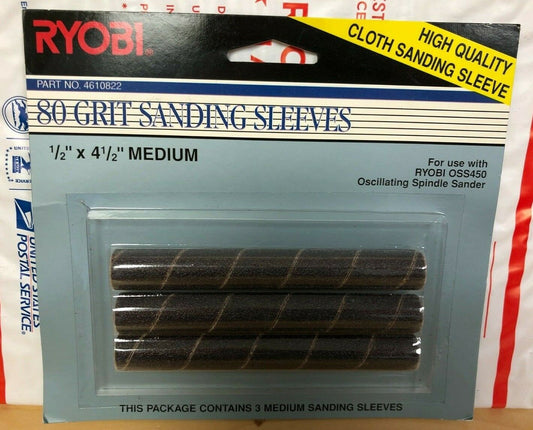 RYOBI
HIGH QUALITY
CLOTH SANDING SLEEVE
PART NO. 4610822
80 GRIT SANDING SLEEVES
1/2" x 4 1/2" MEDIUM
For use with
RYOBI OSS450
Oscillating Spindle Sander
THIS PACKAGE CONTAINS 3 MEDIUM SANDING SLEEVES
UNITED STATES
POSTAL SERVICE